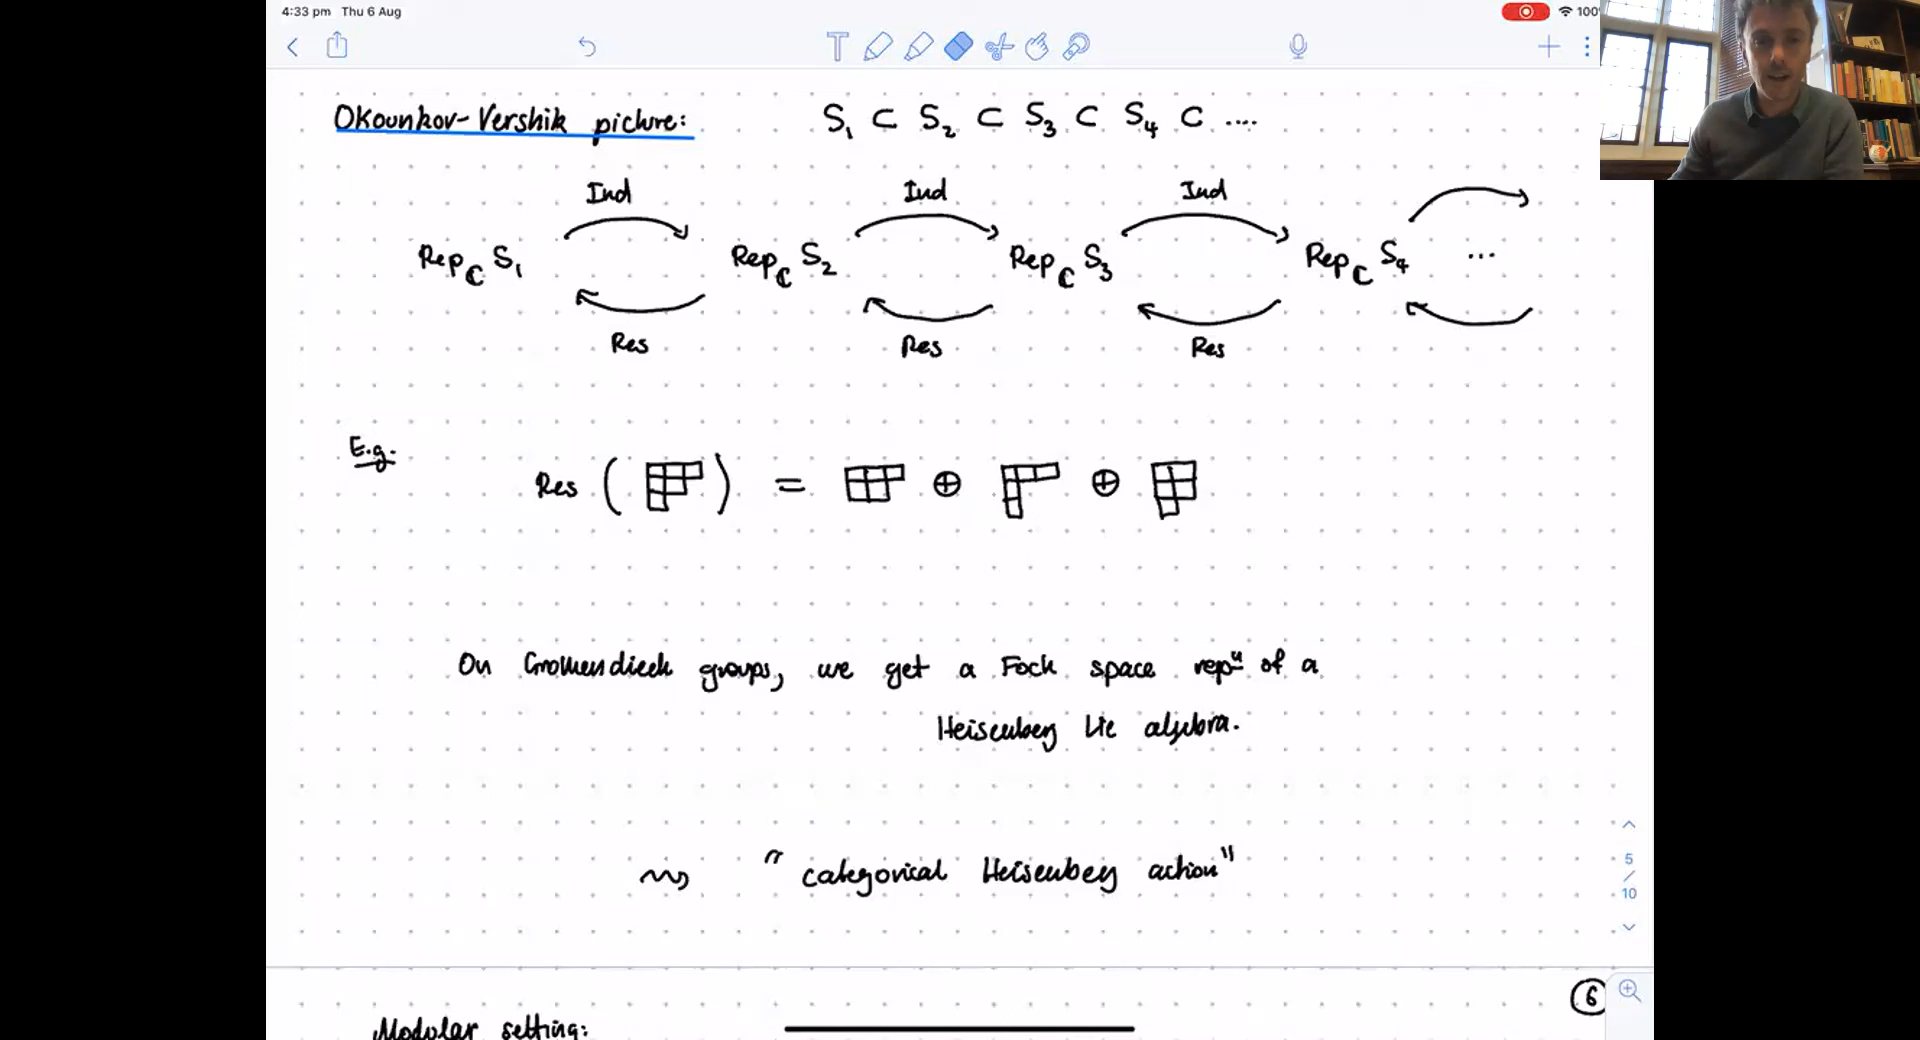 4:33 pm Thu 6 Aug
100
Okounkov-Vershik picture: S₁ ⊂ S₂ ⊂ S₃ ⊂ S₄ ⊂ ....
Ind Ind Ind
Rep_ℂ S₁ Rep_ℂ S₂ Rep_ℂ S₃ Rep_ℂ S₄ ...
Res Res Res
E.g.
Res ( ) = ⊕ ⊕
On Grothendieck groups, we get a Fock space repⁿ of a
Heisenberg Lie algebra.
"categorical Heisenberg action"
5
/
10
6
Modular setting: